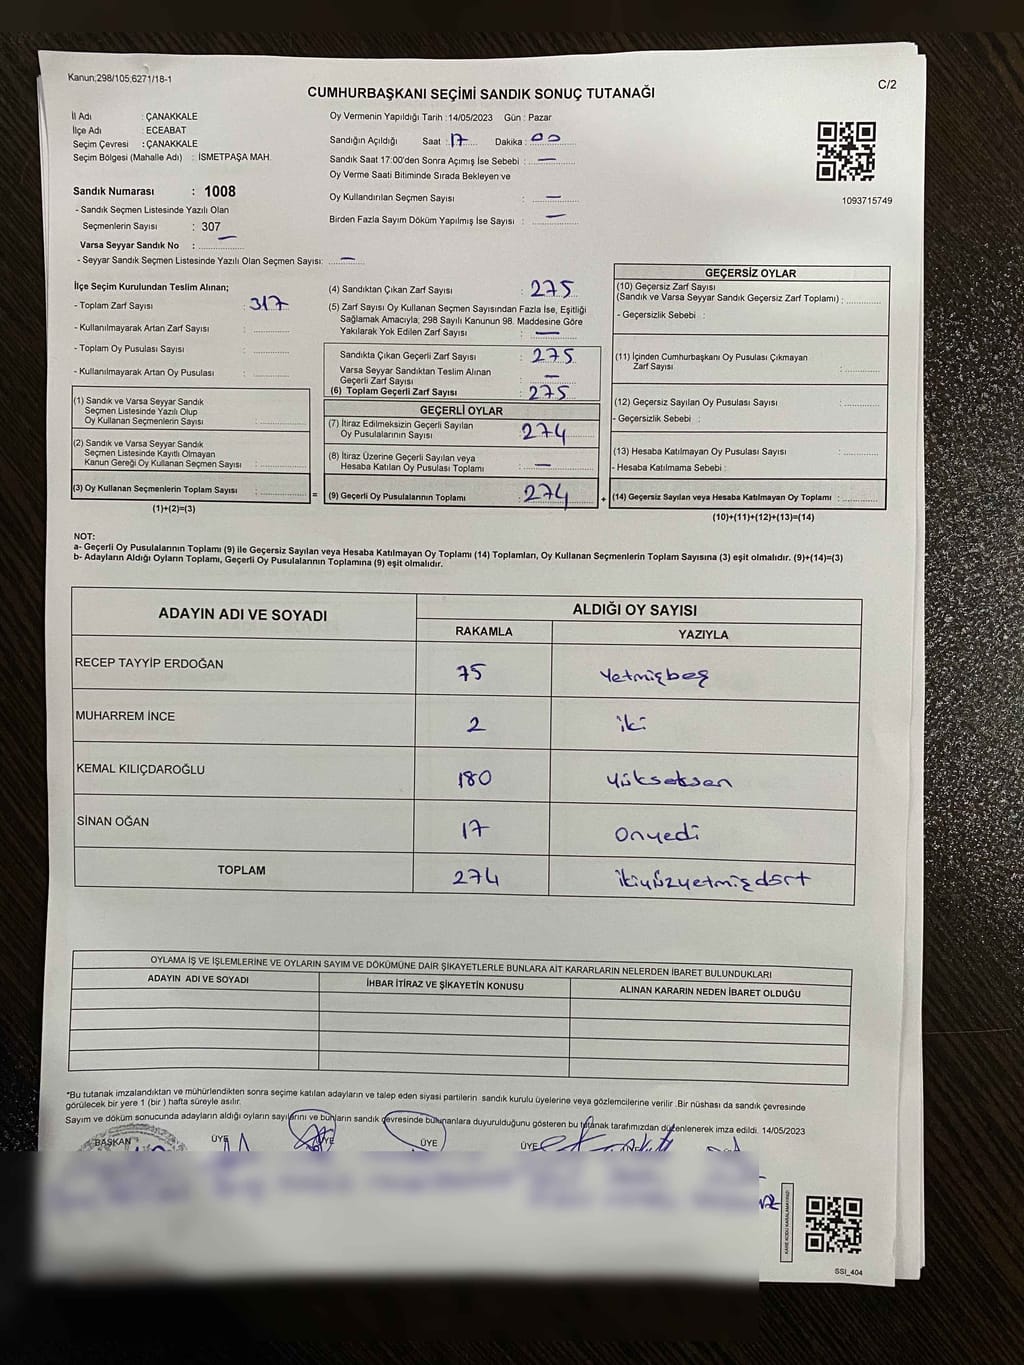 Kanun;298/105;6271/18-1
C/2
CUMHURBAŞKANI SEÇİMİ SANDIK SONUÇ TUTANAĞI
İl Adı : ÇANAKKALE
İlçe Adı : ECEABAT
Seçim Çevresi : ÇANAKKALE
Seçim Bölgesi (Mahalle Adı) : İSMETPAŞA MAH.
Sandık Numarası : 1008
- Sandık Seçmen Listesinde Yazılı Olan
Seçmenlerin Sayısı : 307
Varsa Seyyar Sandık No : —
- Seyyar Sandık Seçmen Listesinde Yazılı Olan Seçmen Sayısı: —
Oy Vermenin Yapıldığı Tarih :14/05/2023 Gün : Pazar
Sandığın Açıldığı Saat : 17 Dakika : 00
Sandık Saat 17:00'den Sonra Açımış İse Sebebi : —
Oy Verme Saati Bitiminde Sırada Bekleyen ve
Oy Kullandırılan Seçmen Sayısı : —
Birden Fazla Sayım Döküm Yapılmış İse Sayısı : —
1093715749
İlçe Seçim Kurulundan Teslim Alınan;
- Toplam Zarf Sayısı : 317
- Kullanılmayarak Artan Zarf Sayısı :
- Toplam Oy Pusulası Sayısı :
- Kullanılmayarak Artan Oy Pusulası :
(1) Sandık ve Varsa Seyyar Sandık
Seçmen Listesinde Yazılı Olup
Oy Kullanan Seçmenlerin Sayısı :
(2) Sandık ve Varsa Seyyar Sandık
Seçmen Listesinde Kayıtlı Olmayan
Kanun Gereği Oy Kullanan Seçmen Sayısı :
(3) Oy Kullanan Seçmenlerin Toplam Sayısı :
(1)+(2)=(3)
(4) Sandıktan Çıkan Zarf Sayısı : 275
(5) Zarf Sayısı Oy Kullanan Seçmen Sayısından Fazla İse, Eşitliği
Sağlamak Amacıyla; 298 Sayılı Kanunun 98. Maddesine Göre
Yakılarak Yok Edilen Zarf Sayısı : —
Sandıkta Çıkan Geçerli Zarf Sayısı : 275
Varsa Seyyar Sandıktan Teslim Alınan
Geçerli Zarf Sayısı : —
(6) Toplam Geçerli Zarf Sayısı : 275
GEÇERLİ OYLAR
(7) İtiraz Edilmeksizin Geçerli Sayılan
Oy Pusulalarının Sayısı : 274
(8) İtiraz Üzerine Geçerli Sayılan veya
Hesaba Katılan Oy Pusulası Toplamı : —
= (9) Geçerli Oy Pusulalarının Toplamı : 274 +
GEÇERSİZ OYLAR
(10) Geçersiz Zarf Sayısı
(Sandık ve Varsa Seyyar Sandık Geçersiz Zarf Toplamı) :
- Geçersizlik Sebebi :
(11) İçinden Cumhurbaşkanı Oy Pusulası Çıkmayan
Zarf Sayısı :
(12) Geçersiz Sayılan Oy Pusulası Sayısı :
- Geçersizlik Sebebi :
(13) Hesaba Katılmayan Oy Pusulası Sayısı :
- Hesaba Katılmama Sebebi :
(14) Geçersiz Sayılan veya Hesaba Katılmayan Oy Toplamı :
(10)+(11)+(12)+(13)=(14)
NOT:
a- Geçerli Oy Pusulalarının Toplamı (9) ile Geçersiz Sayılan veya Hesaba Katılmayan Oy Toplamı (14) Toplamları, Oy Kullanan Seçmenlerin Toplam Sayısına (3) eşit olmalıdır. (9)+(14)=(3)
b- Adayların Aldığı Oyların Toplamı, Geçerli Oy Pusulalarının Toplamına (9) eşit olmalıdır.
ADAYIN ADI VE SOYADI ALDIĞI OY SAYISI
RAKAMLA YAZIYLA
RECEP TAYYİP ERDOĞAN 75 Yetmişbeş
MUHARREM İNCE 2 iki
KEMAL KILIÇDAROĞLU 180 Yükseksen
SİNAN OĞAN 17 Onyedi
TOPLAM 274 ikiyüzyetmişdört
OYLAMA İŞ VE İŞLEMLERİNE VE OYLARIN SAYIM VE DÖKÜMÜNE DAİR ŞİKAYETLERLE BUNLARA AİT KARARLARIN NELERDEN İBARET BULUNDUKLARI
ADAYIN ADI VE SOYADI İHBAR İTİRAZ VE ŞİKAYETİN KONUSU ALINAN KARARIN NEDEN İBARET OLDUĞU
*Bu tutanak imzalandıktan ve mühürlendikten sonra seçime katılan adayların ve talep eden siyasi partilerin sandık kurulu üyelerine veya gözlemcilerine verilir .Bir nüshası da sandık çevresinde
görülecek bir yere 1 (bir ) hafta süreyle asılır.
Sayım ve döküm sonucunda adayların aldığı oyların sayılarını ve bunların sandık çevresinde bulunanlara duyurulduğunu gösteren bu tutanak tarafımızdan düzenlenerek imza edildi. 14/05/2023
BAŞKAN ÜYE ÜYE ÜYE ÜYE
SSI_404